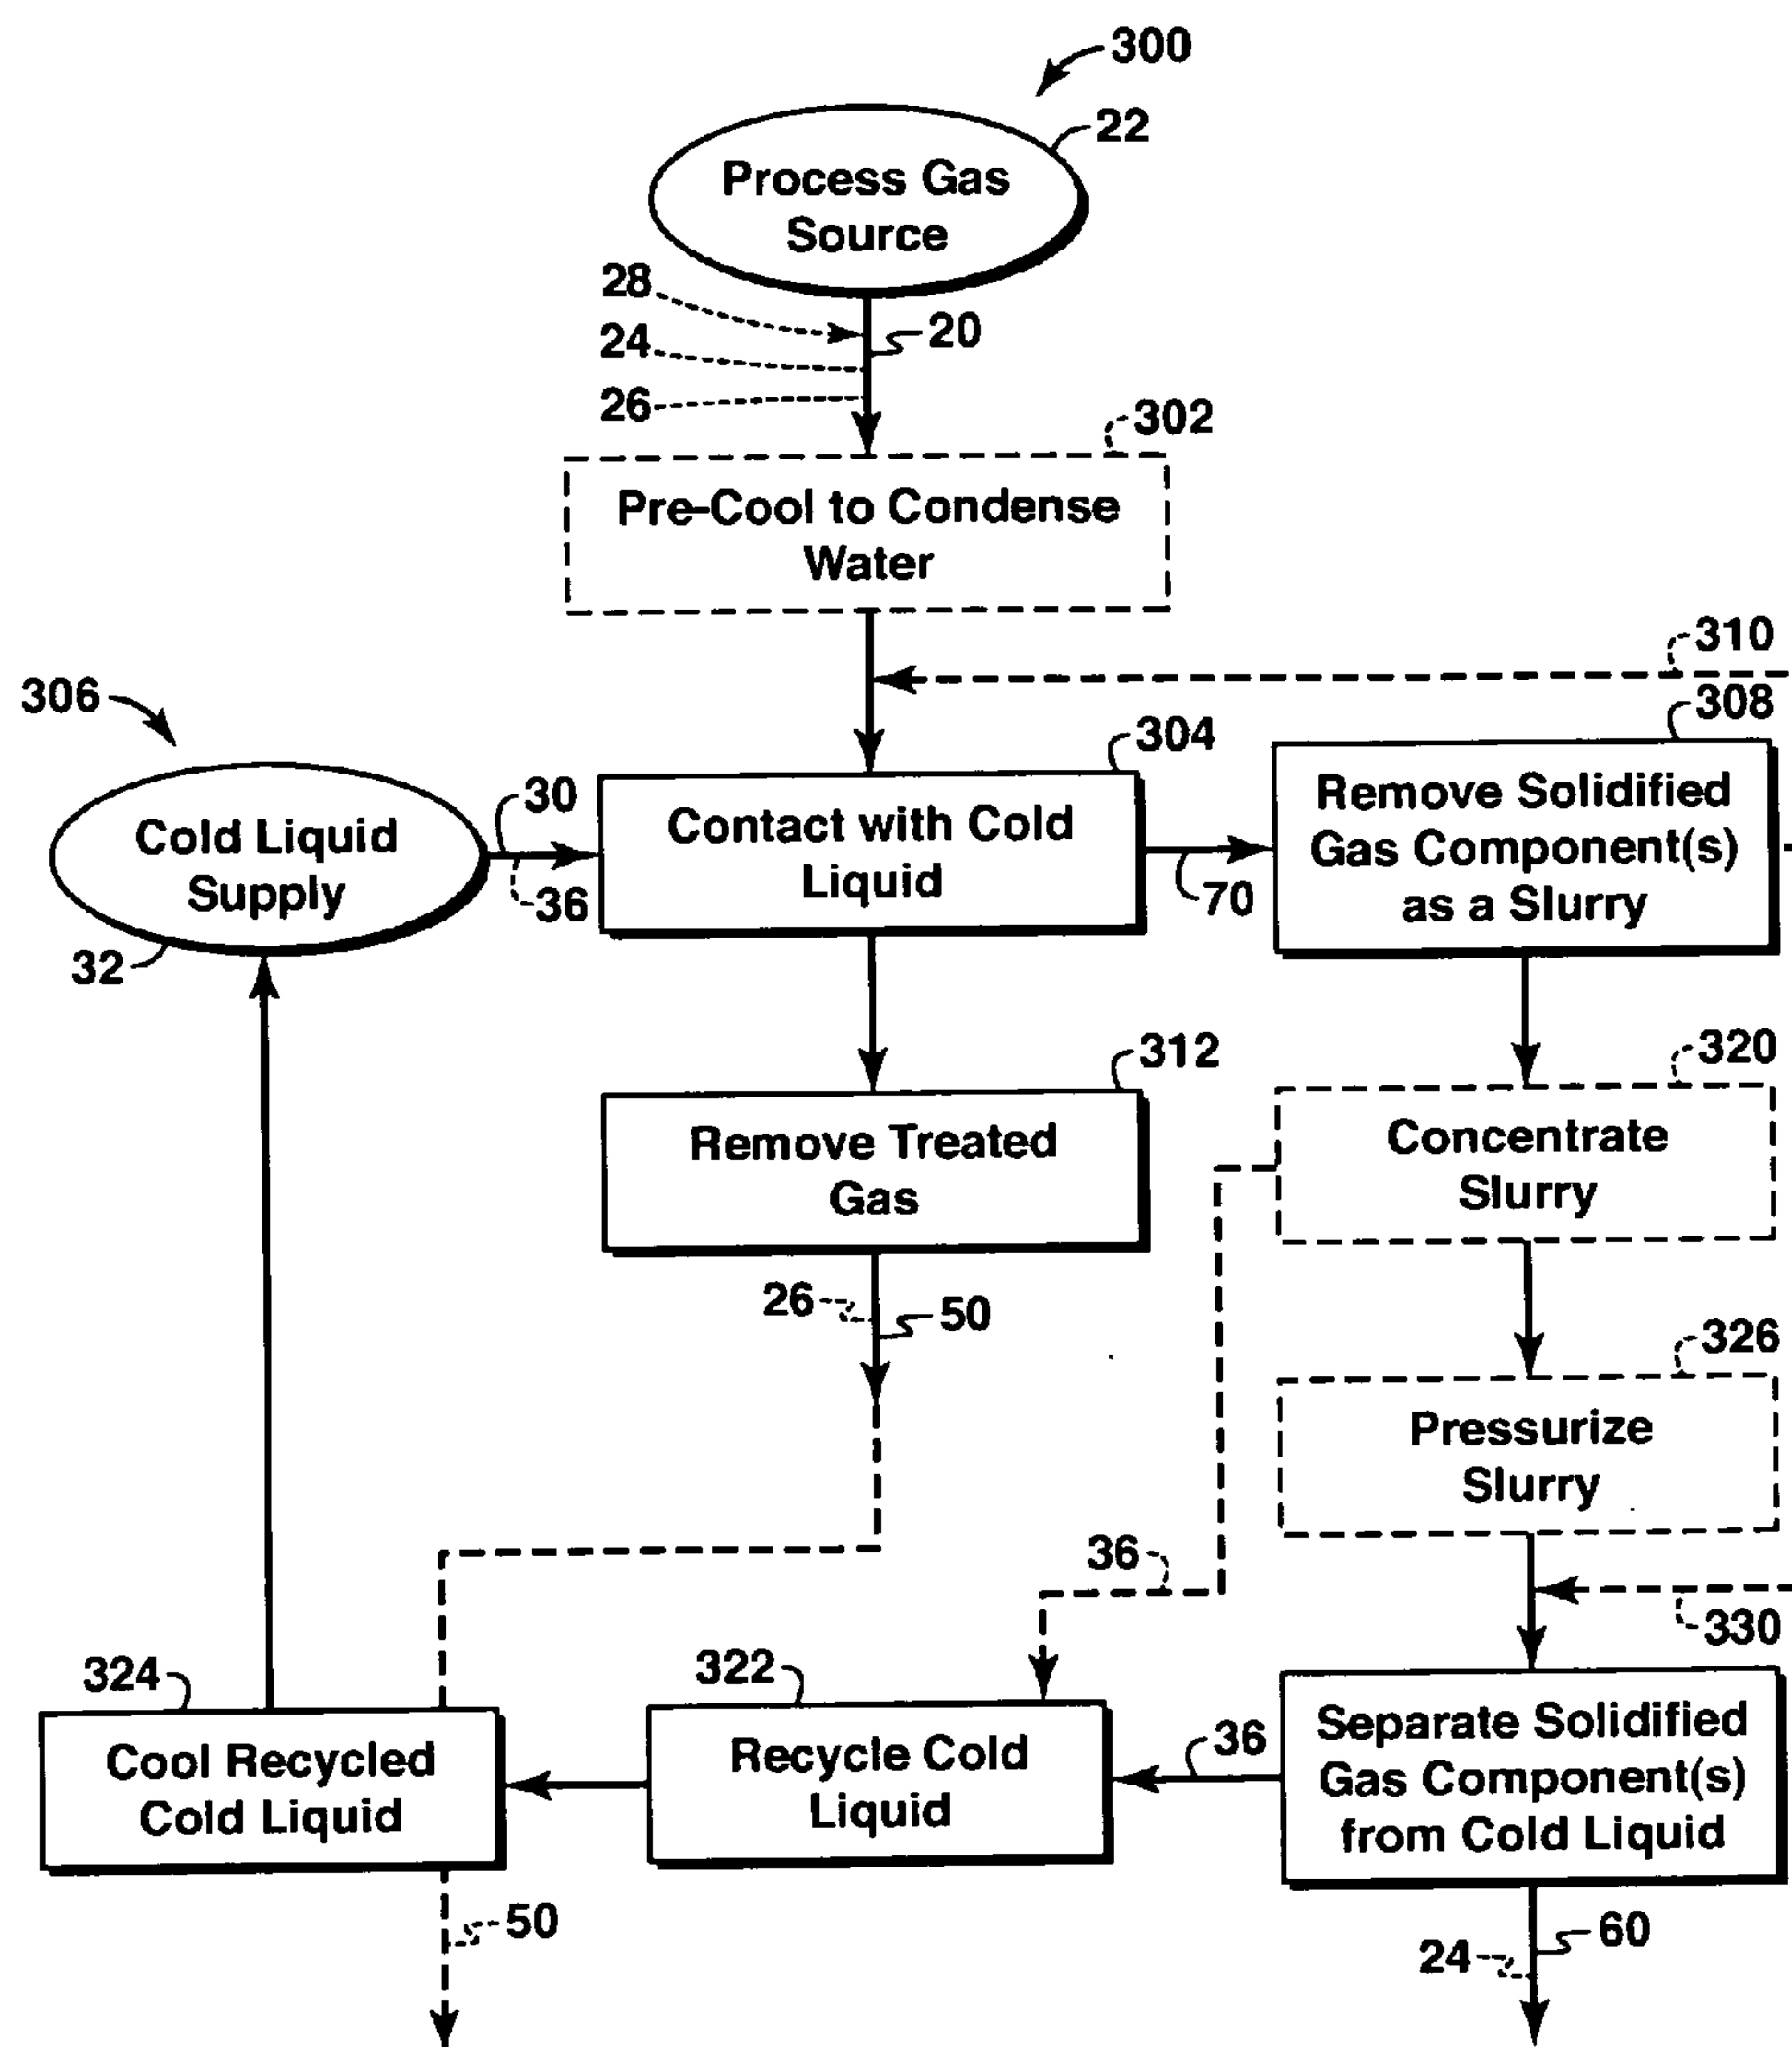 300
22
Process Gas
Source
28
24
26
20
302
Pre-Cool to Condense
Water
310
306
304
308
Cold Liquid
Supply
32
30
36
Contact with Cold
Liquid
70
Remove Solidified
Gas Component(s)
as a Slurry
312
Remove Treated
Gas
320
Concentrate
Slurry
26
50
326
Pressurize
Slurry
36
330
324
Cool Recycled
Cold Liquid
322
Recycle Cold
Liquid
36
Separate Solidified
Gas Component(s)
from Cold Liquid
50
24
60